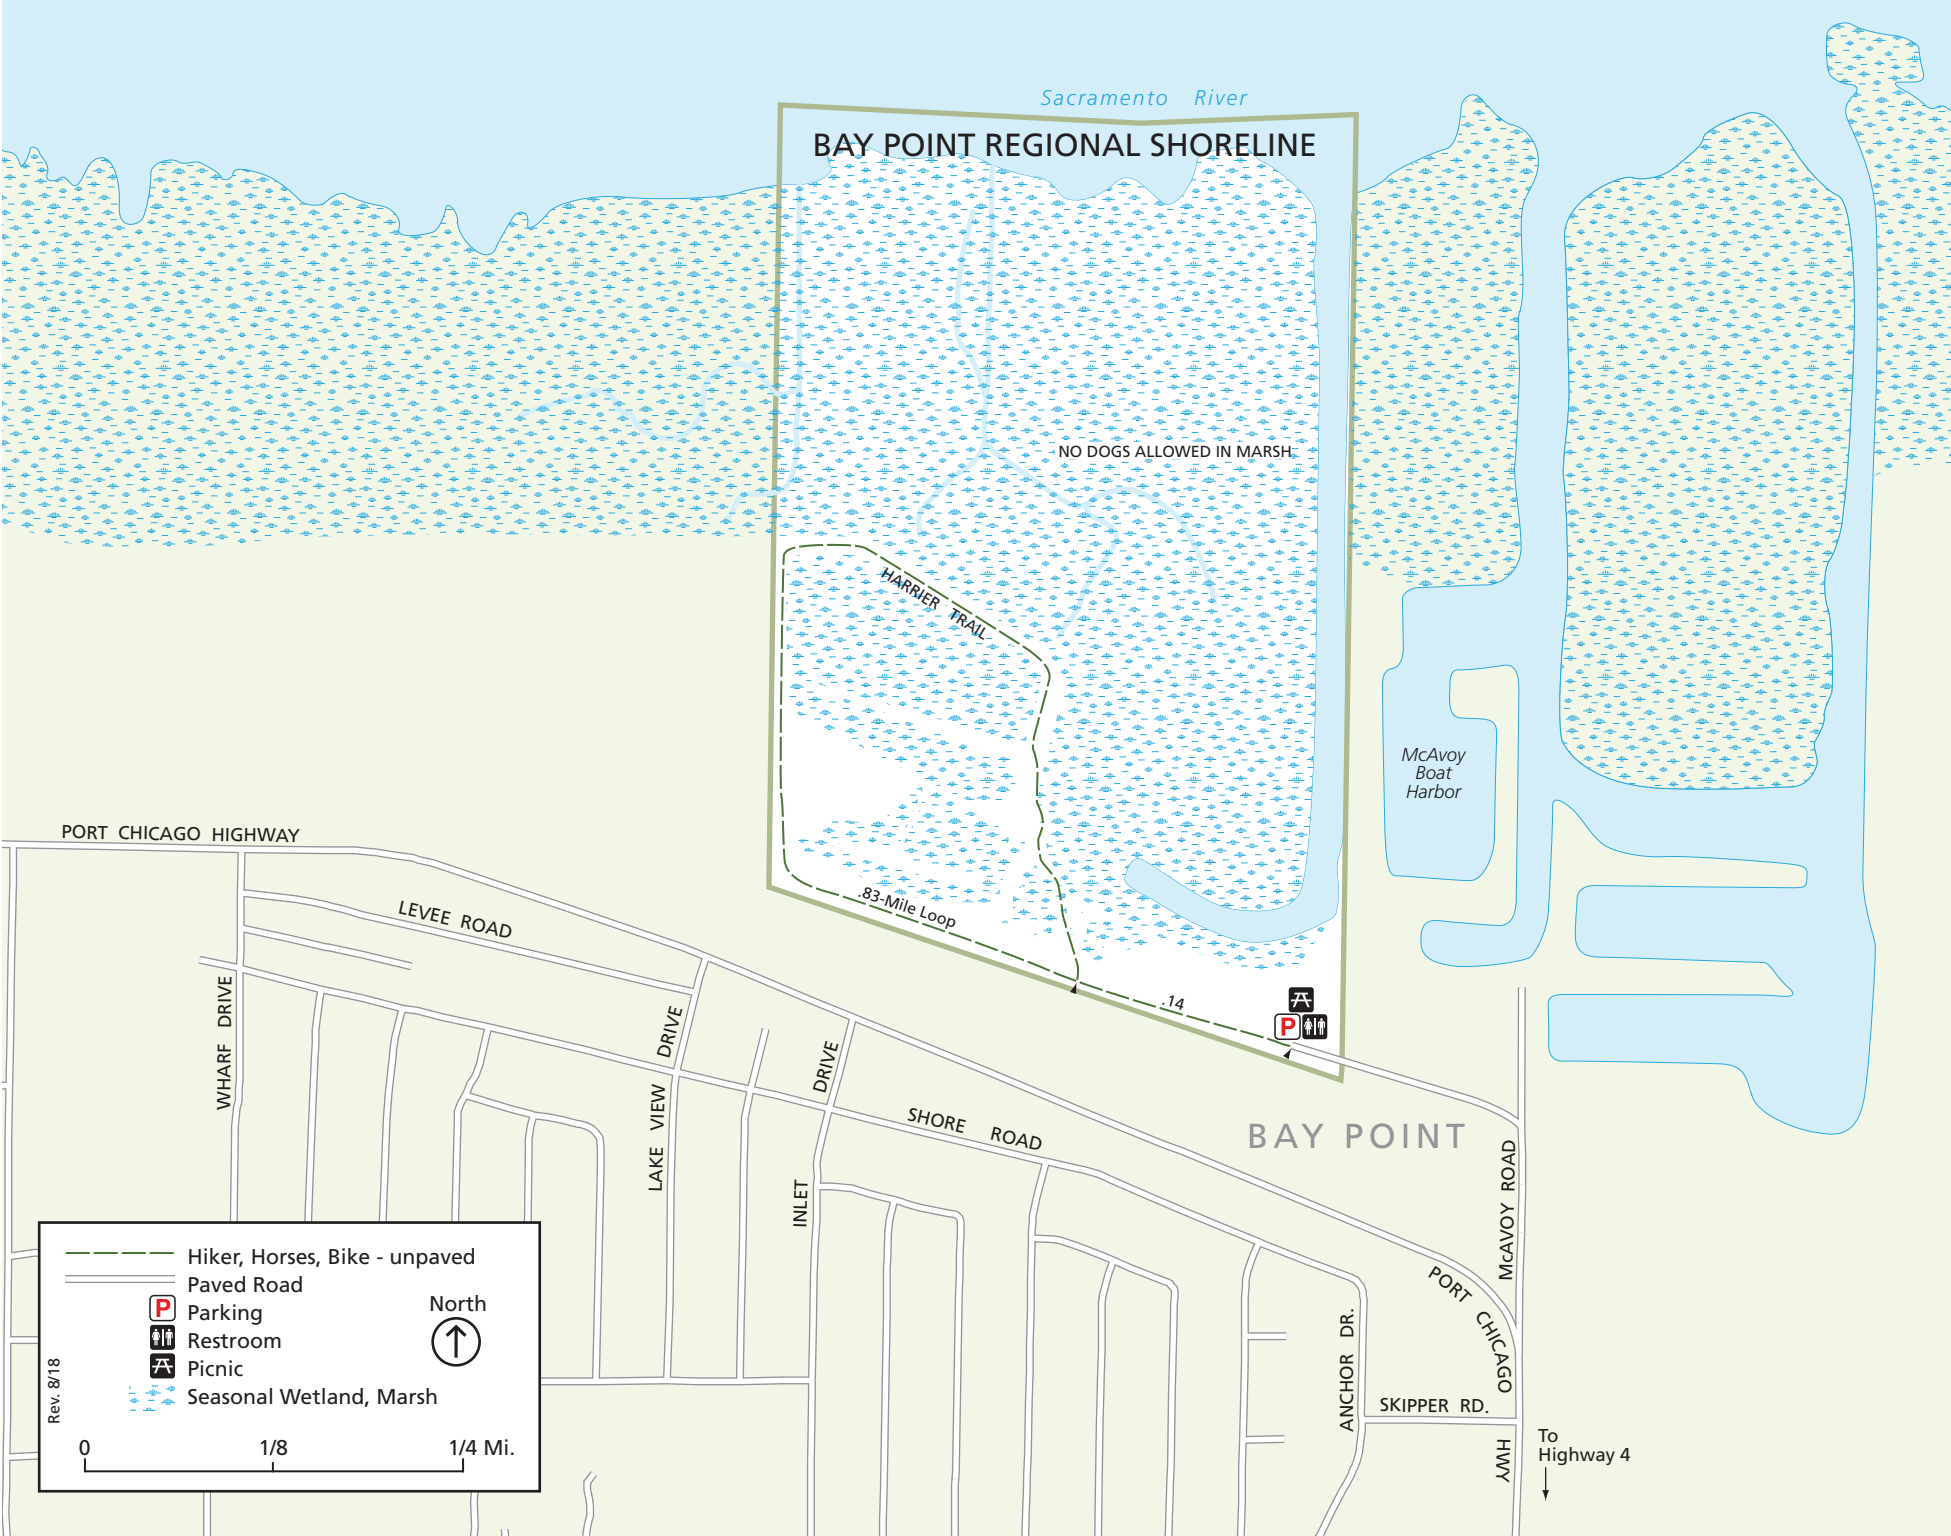 Sacramento River
BAY POINT REGIONAL SHORELINE
NO DOGS ALLOWED IN MARSH
HARRIER TRAIL
McAvoy
Boat
Harbor
.83-Mile Loop
.14
P
PORT CHICAGO HIGHWAY
LEVEE ROAD
WHARF DRIVE
LAKE VIEW DRIVE
INLET DRIVE
SHORE ROAD
BAY POINT
McAVOY ROAD
PORT CHICAGO HWY
ANCHOR DR.
SKIPPER RD.
To
Highway 4
Hiker, Horses, Bike - unpaved
Paved Road
P Parking
Restroom
Picnic
Seasonal Wetland, Marsh
North
Rev. 8/18
0 1/8 1/4 Mi.